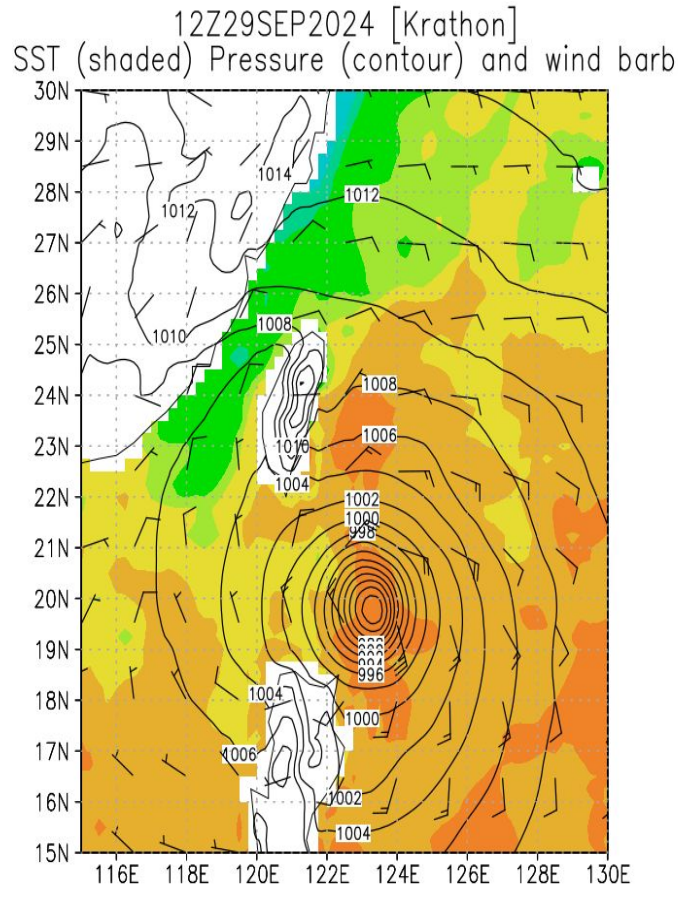 12Z29SEP2024 [Krathon]
SST (shaded) Pressure (contour) and wind barb
30N
29N
1014
28N
1012
1012
27N
26N
1010
1008
25N
1008
24N
23N
1010
1006
1004
22N
1002
1000
998
21N
20N
19N
996
18N
1004
1000
17N
1006
16N
1002
1004
15N
116E 118E 120E 122E 124E 126E 128E 130E